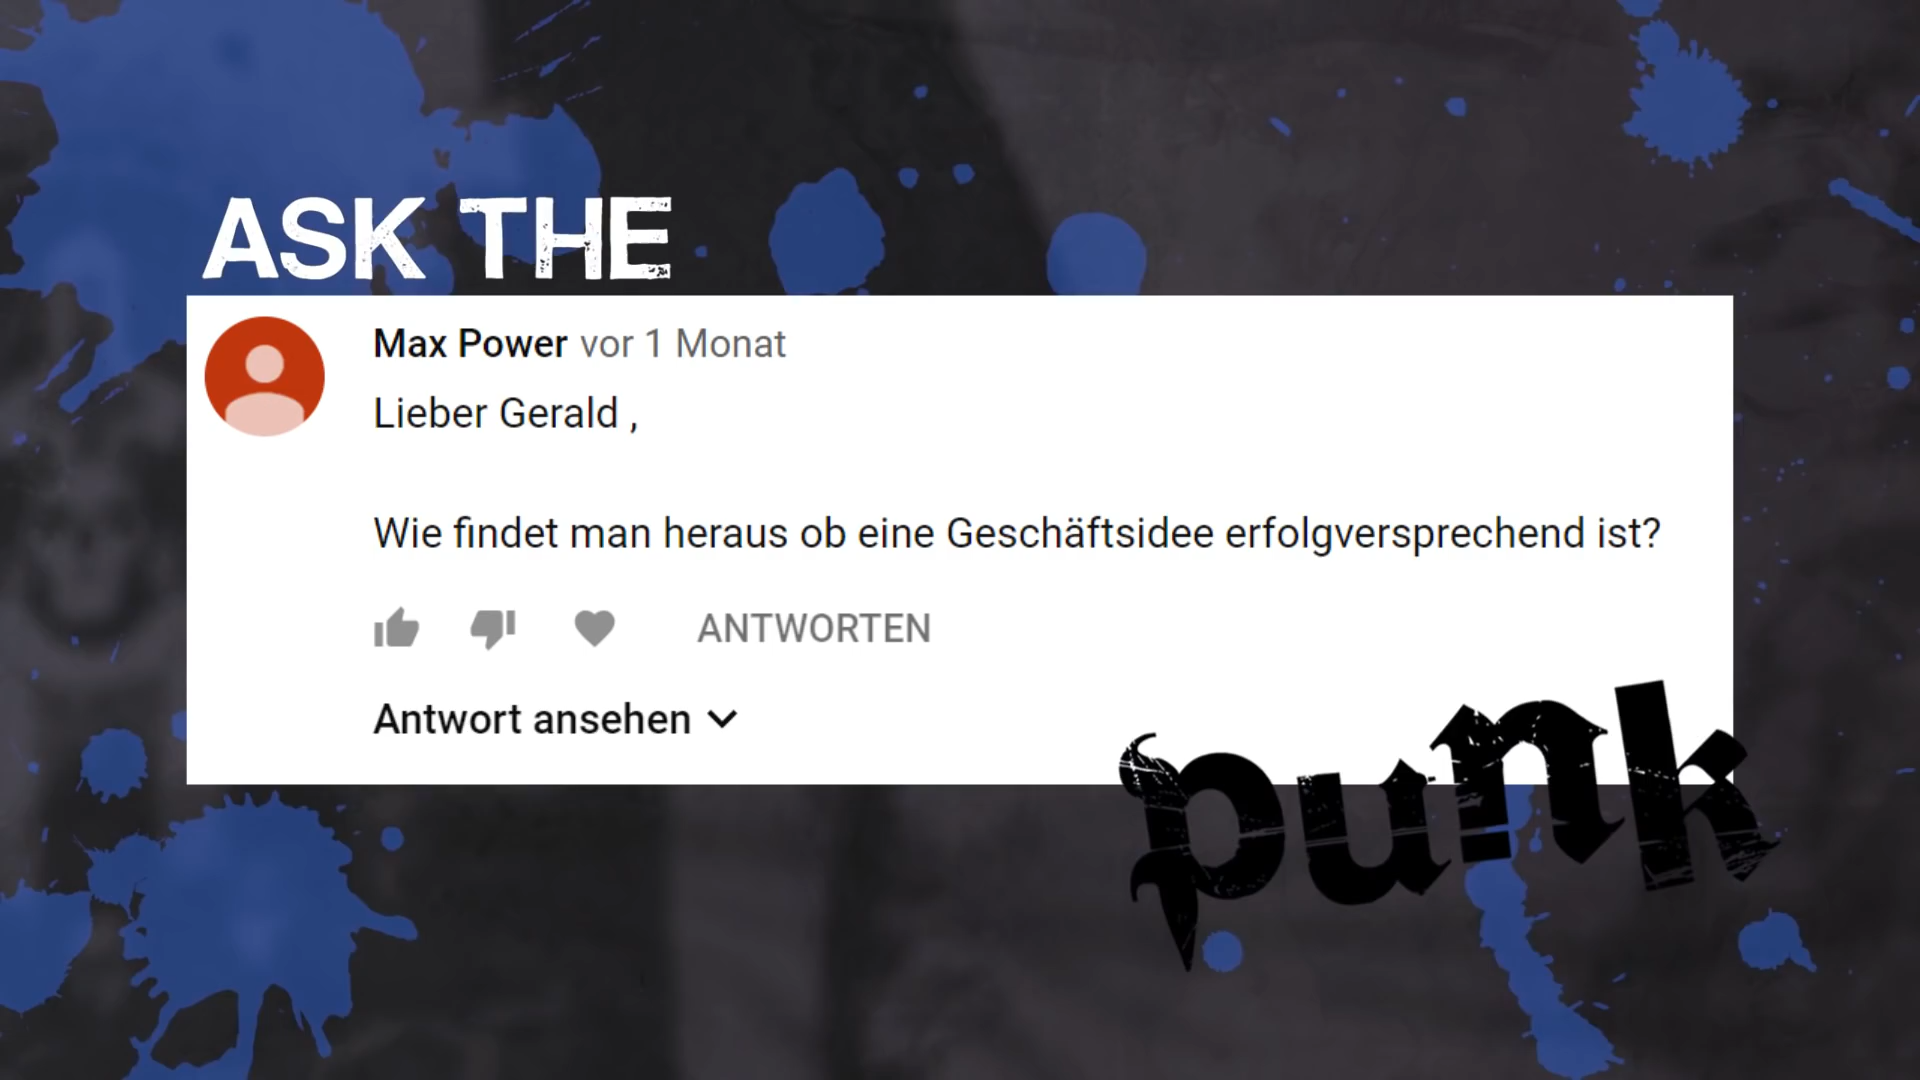 ASK THE
Max Power vor 1 Monat
Lieber Gerald ,
Wie findet man heraus ob eine Geschäftsidee erfolgversprechend ist?
ANTWORTEN
Antwort ansehen
punk